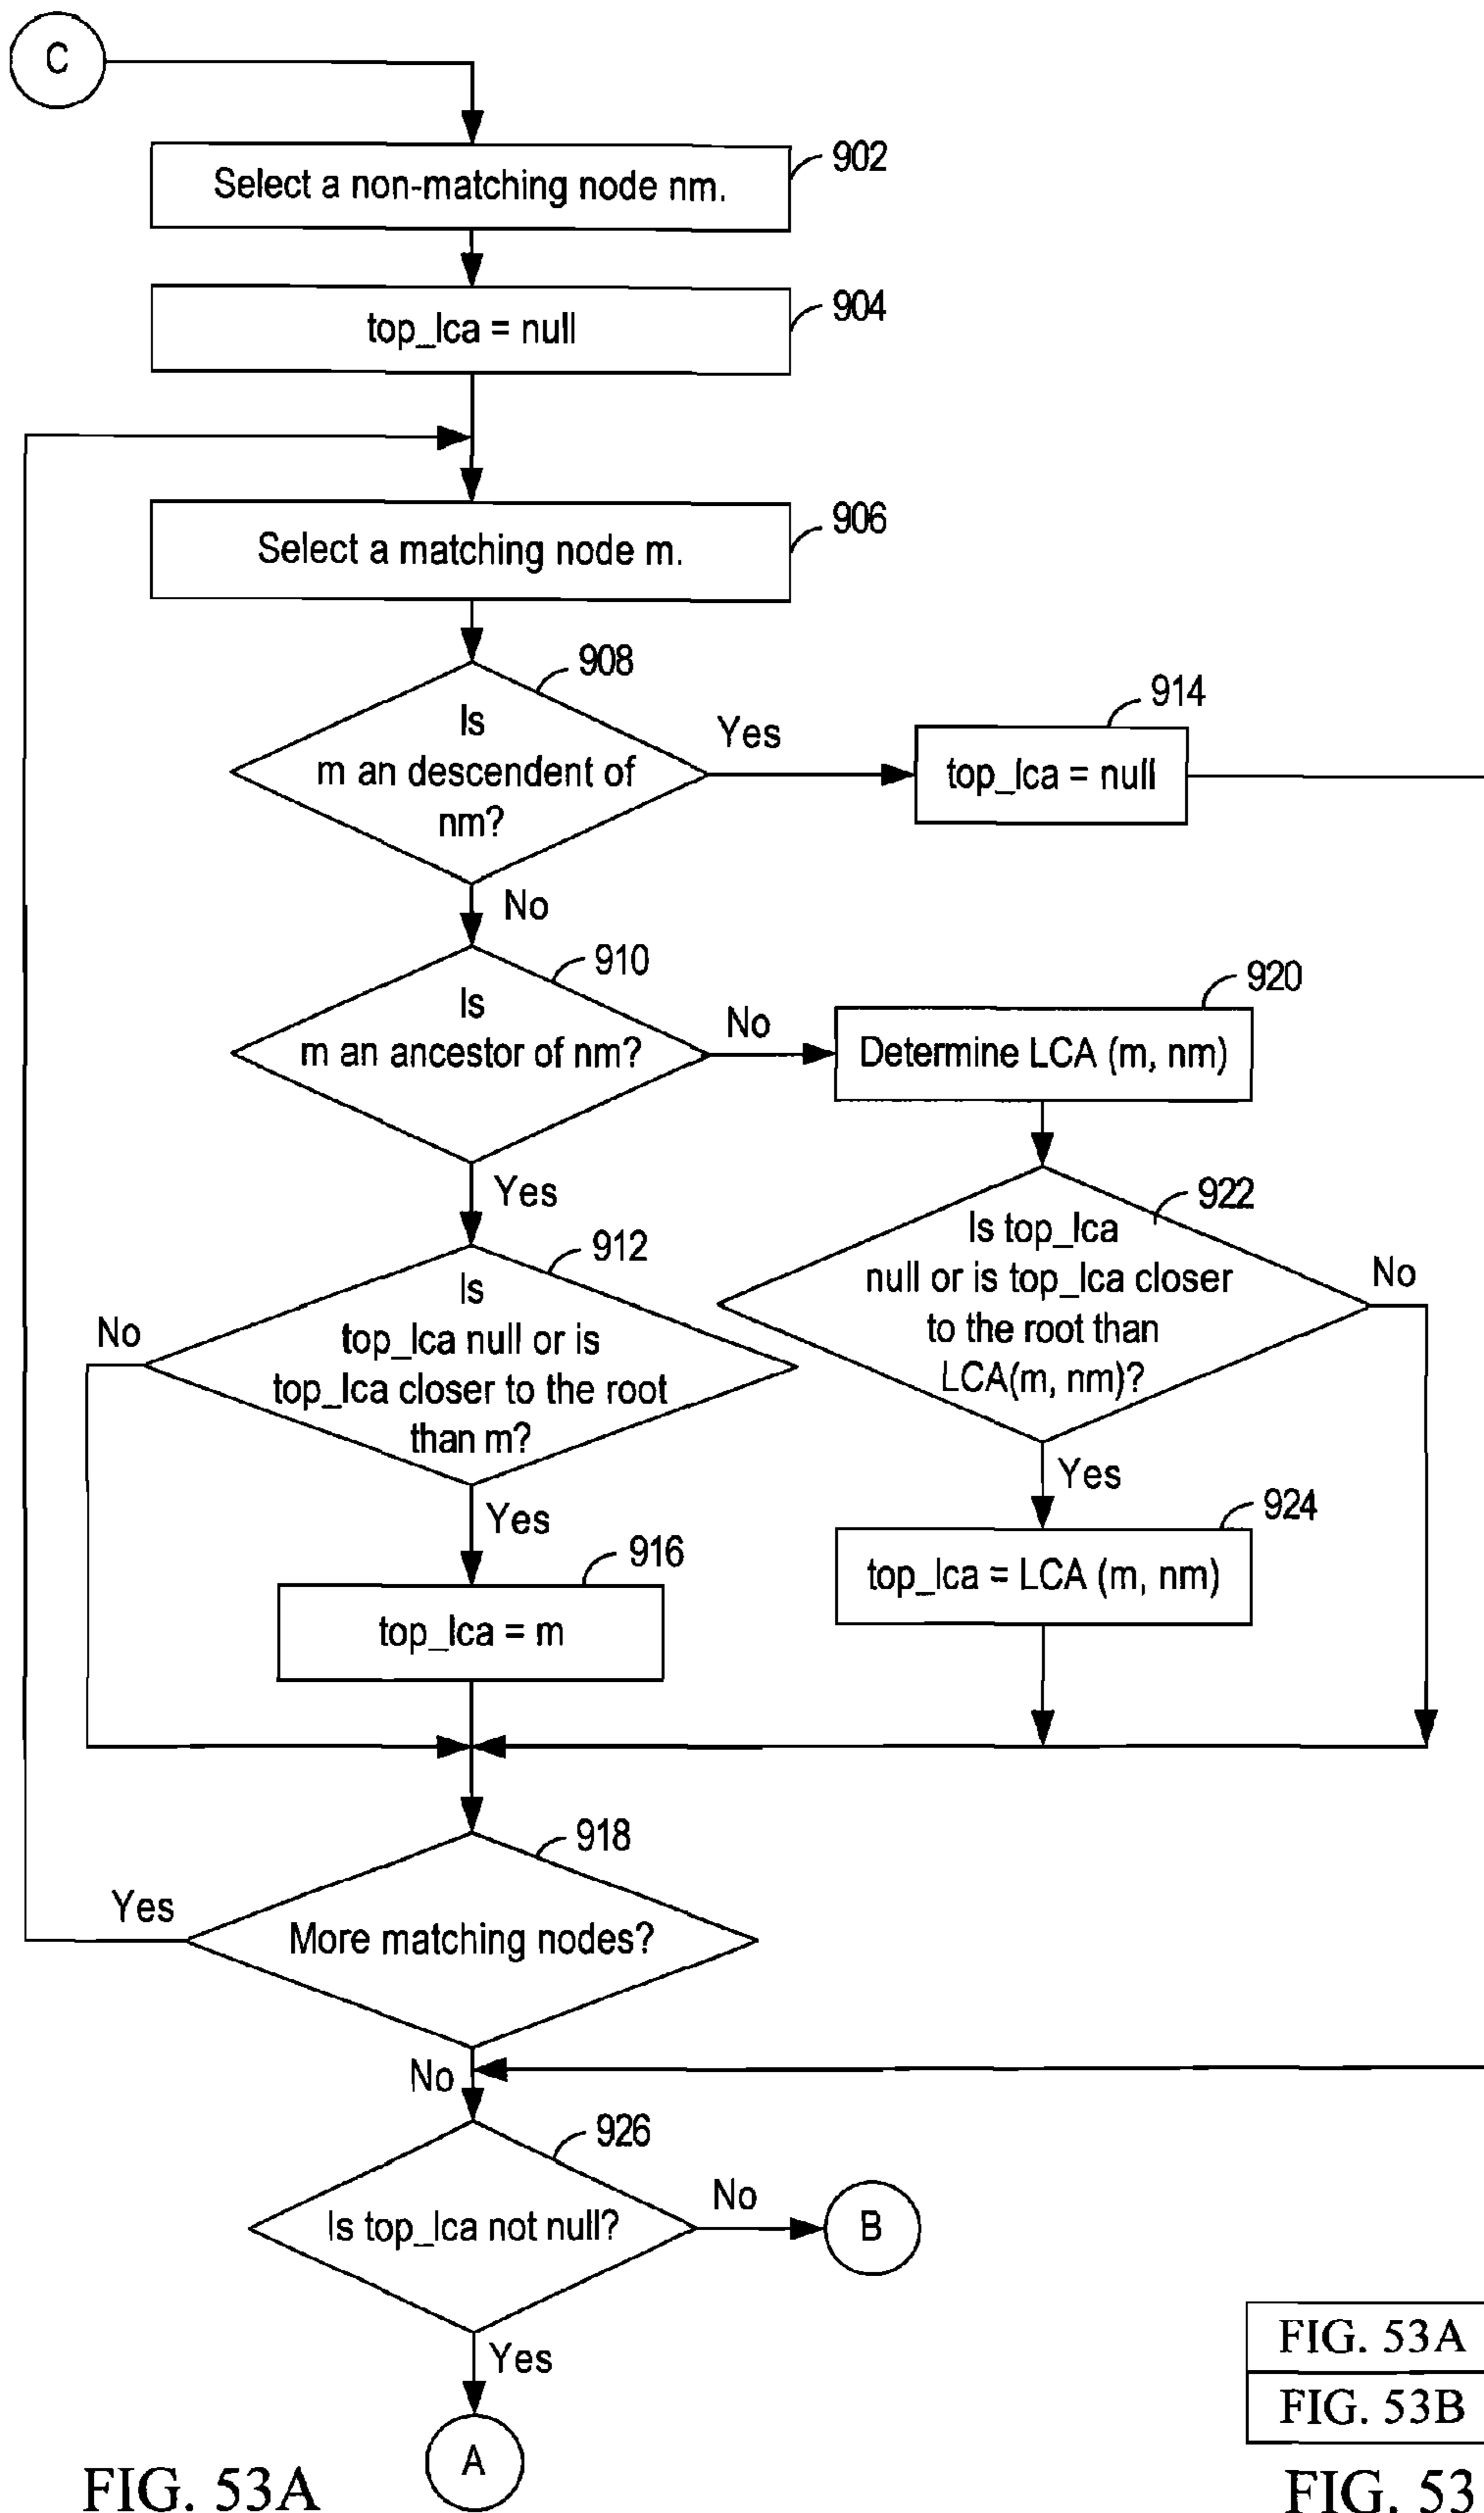 C
902
Select a non-matching node nm.
904
top_lca = null
906
Select a matching node m.
908
Is
m an descendent of
nm?
Yes
914
top_lca = null
No
910
Is
m an ancestor of nm?
No
920
Determine LCA (m, nm)
Yes
922
Is top_lca
null or is top_lca closer
to the root than
LCA(m, nm)?
No
912
Is
top_lca null or is
top_lca closer to the root
than m?
No
Yes
Yes
924
top_lca = LCA (m, nm)
916
top_lca = m
918
More matching nodes?
Yes
No
926
Is top_lca not null?
No
B
Yes
A
FIG. 53A
FIG. 53B
FIG. 53A
FIG. 53